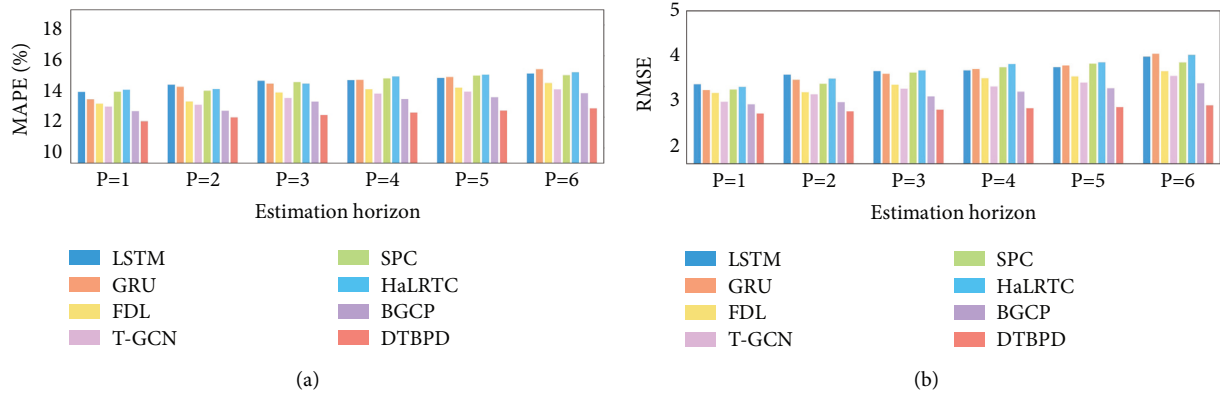 MAPE (%)
18
16
14
12
10
P=1 P=2 P=3 P=4 P=5 P=6
Estimation horizon
LSTM
GRU
FDL
T-GCN
SPC
HaLRTC
BGCP
DTBPD
(a)
RMSE
5
4
3
2
P=1 P=2 P=3 P=4 P=5 P=6
Estimation horizon
LSTM
GRU
FDL
T-GCN
SPC
HaLRTC
BGCP
DTBPD
(b)